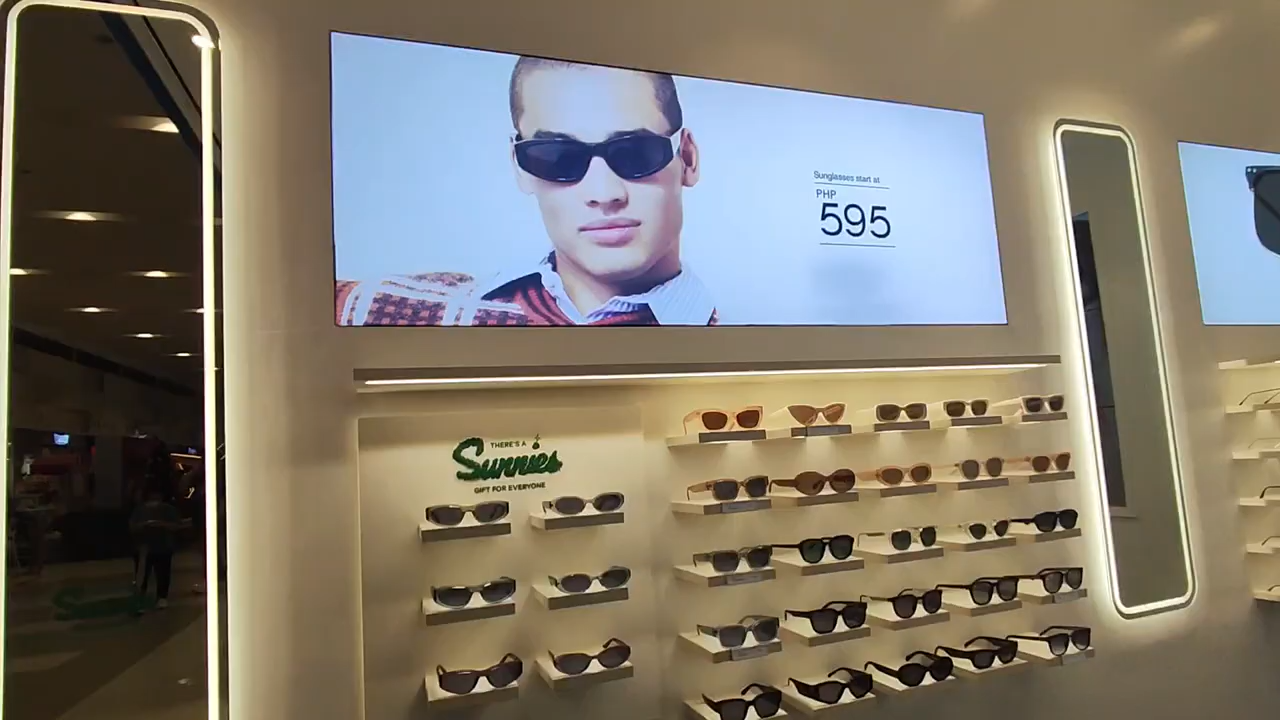 Sunglasses start at
PHP
595
THERE'S A
Sunnies
GIFT FOR EVERYONE